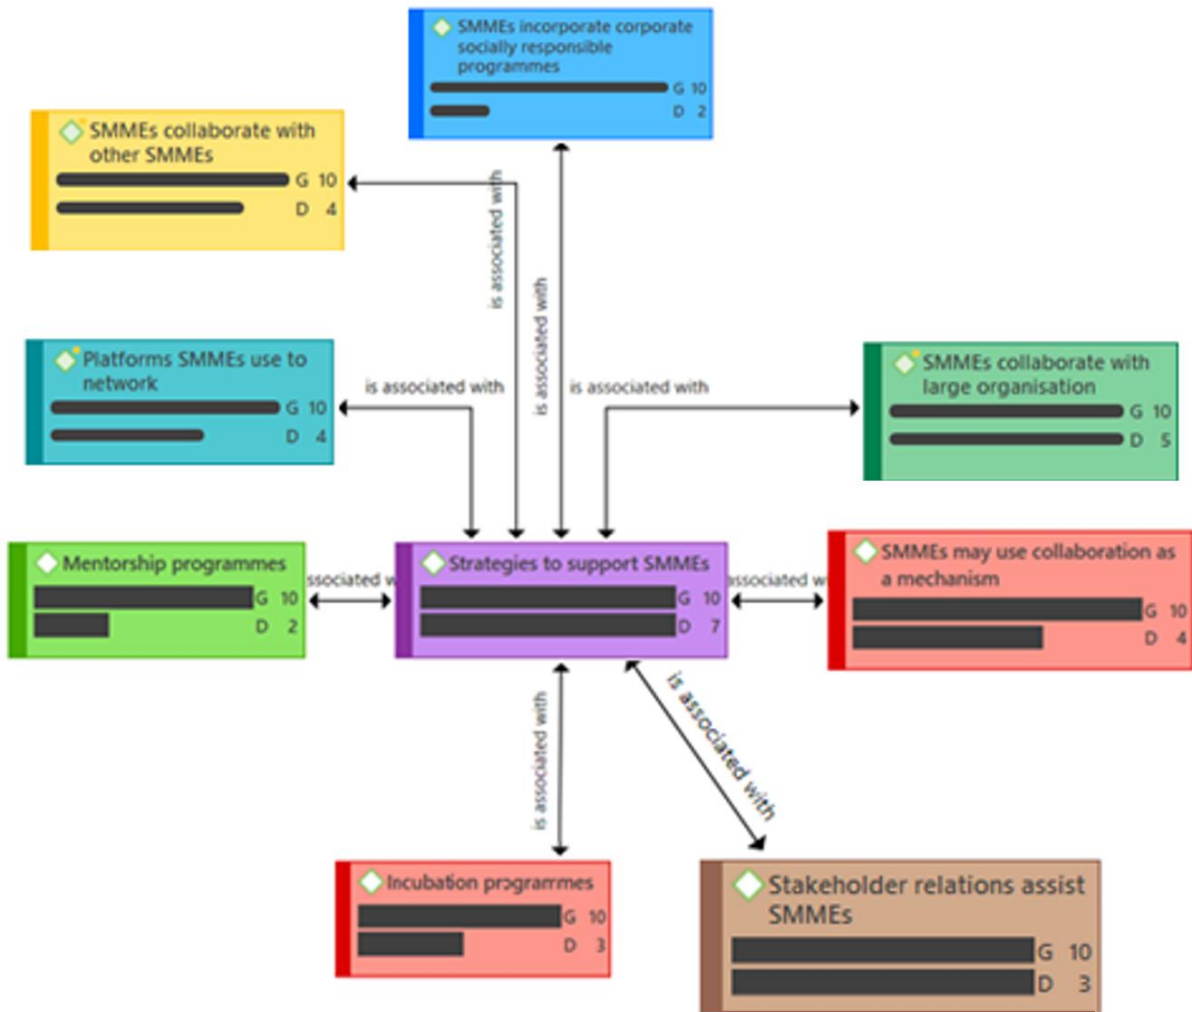 SMMEs incorporate corporate
socially responsible
programmes
G 10
D 2
SMMEs collaborate with
other SMMEs
G 10
D 4
is associated with
is associated with
Platforms SMMEs use to
network
G 10
D 4
is associated with
is associated with
SMMEs collaborate with
large organisation
G 10
D 5
Mentorship programmes
G 10
D 2
ssociated w
Strategies to support SMMEs
G 10
D 7
associated w
SMMEs may use collaboration as
a mechanism
G 10
D 4
is associated with
is associated with
Incubation programmes
G 10
D 3
Stakeholder relations assist
SMMEs
G 10
D 3